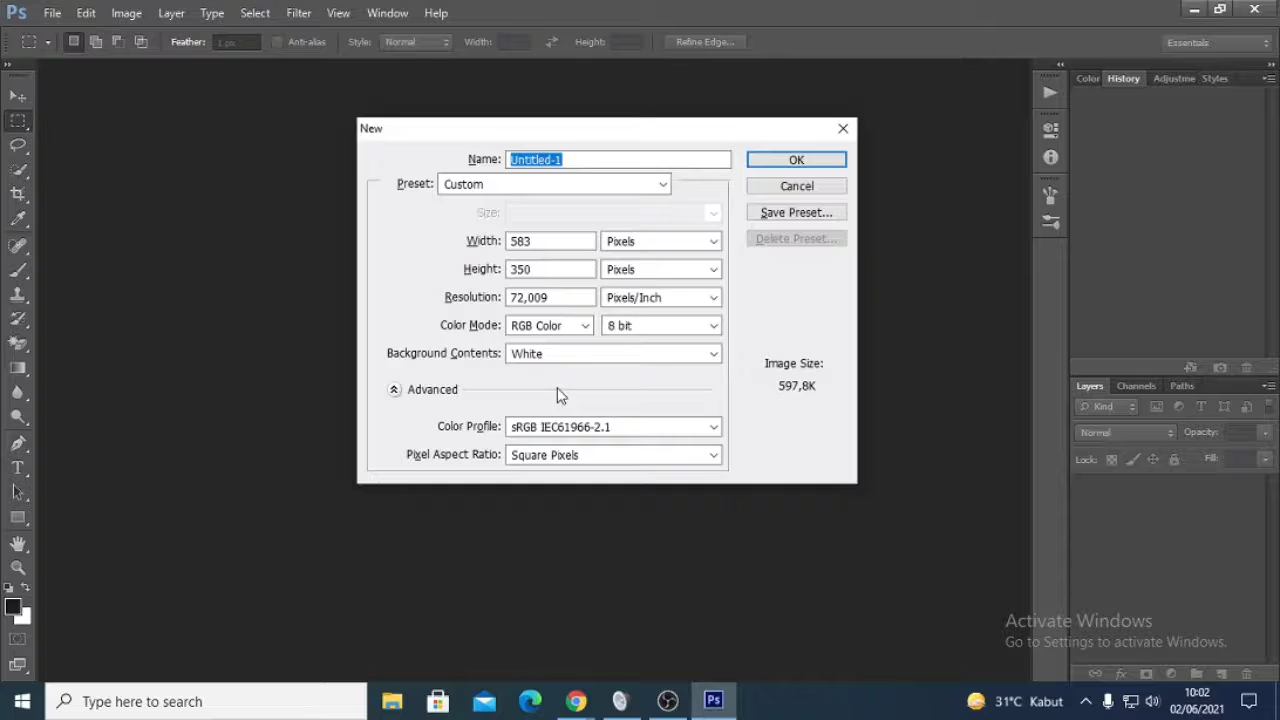 Ps File Edit Image Layer Type Select Filter View Window Help
Feather: 1 px Anti-alias Style: Normal Width: Height: Refine Edge... Essentials
Color History Adjustme Styles
New
Name: Untitled-1 OK
Preset: Custom Cancel
Size: Save Preset...
Width: 583 Pixels Delete Preset...
Height: 350 Pixels
Resolution: 72,009 Pixels/Inch
Color Mode: RGB Color 8 bit
Background Contents: White
Image Size:
597,8K
Advanced
Color Profile: sRGB IEC61966-2.1
Pixel Aspect Ratio: Square Pixels
Layers Channels Paths
Kind
Normal Opacity:
Lock: Fill:
T
fx
Activate Windows
Go to Settings to activate Windows.
Type here to search
Ps
31°C Kabut
10:02
02/06/2021